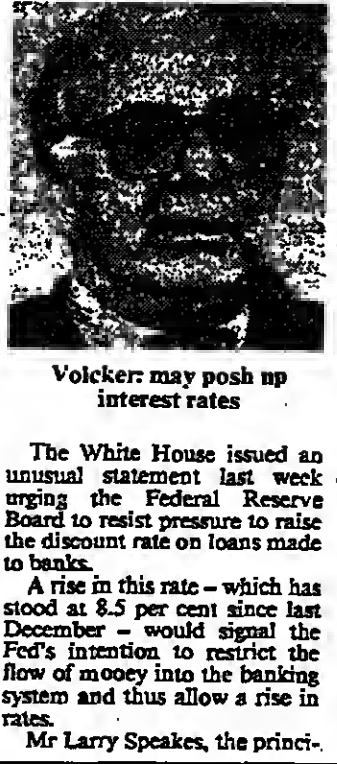 Volcker: may posh np
interest rates
The White House issued an
unusual statement last week
urging the Federal Reserve
Board to resist pressure to raise
the discount rate on loans made
to banks.
A rise in this rate – which has
stood at 8.5 per cent since last
December – would signal the
Fed's intention to restrict the
flow of mooey into the banking
system and thus allow a rise in
rates.
Mr Larry Speakes, the princi-